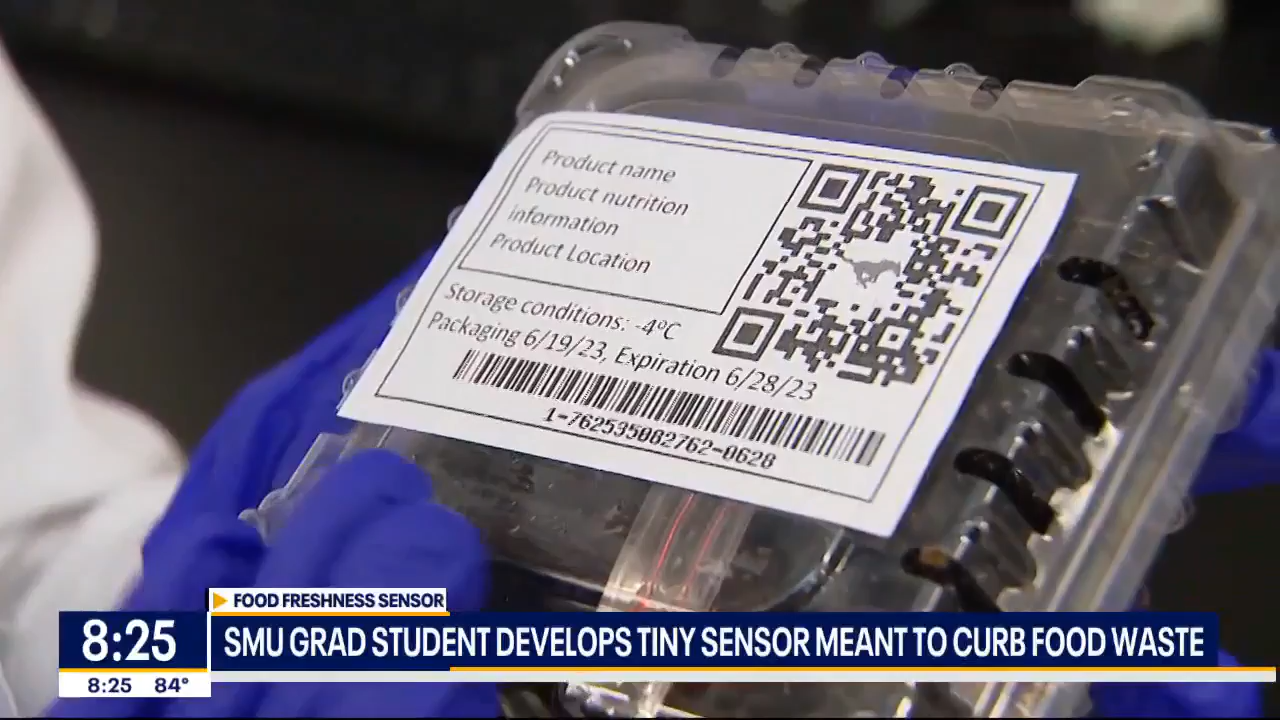 Product name
Product nutrition
information
Product Location
Storage conditions: -4ºC
Packaging 6/19/23, Expiration 6/28/23
1-762535082762-0628
FOOD FRESHNESS SENSOR
8:25
SMU GRAD STUDENT DEVELOPS TINY SENSOR MEANT TO CURB FOOD WASTE
8:25 84°